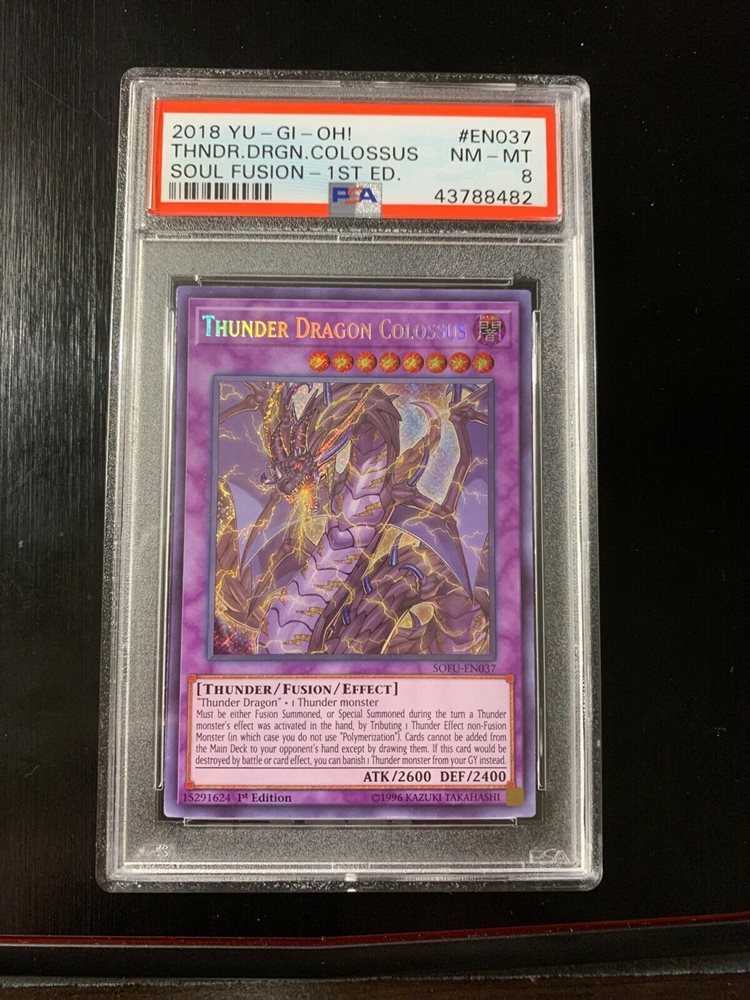 2018 YU-GI-OH! #EN037
THNDR.DRGN.COLOSSUS NM-MT
SOUL FUSION-1ST ED. 8
PSA 43788482
THUNDER DRAGON COLOSSUS 闇
SOFU-EN037
[THUNDER/FUSION/EFFECT]
"Thunder Dragon" + 1 Thunder monster
Must be either Fusion Summoned, or Special Summoned during the turn a Thunder
monster's effect was activated in the hand, by Tributing 1 Thunder Effect non-Fusion
Monster (in which case you do not use "Polymerization"). Cards cannot be added from
the Main Deck to your opponent's hand except by drawing them. If this card would be
destroyed by battle or card effect, you can banish 1 Thunder monster from your GY instead.
ATK/2600 DEF/2400
15291624 1st Edition ©1996 KAZUKI TAKAHASHI
PSA